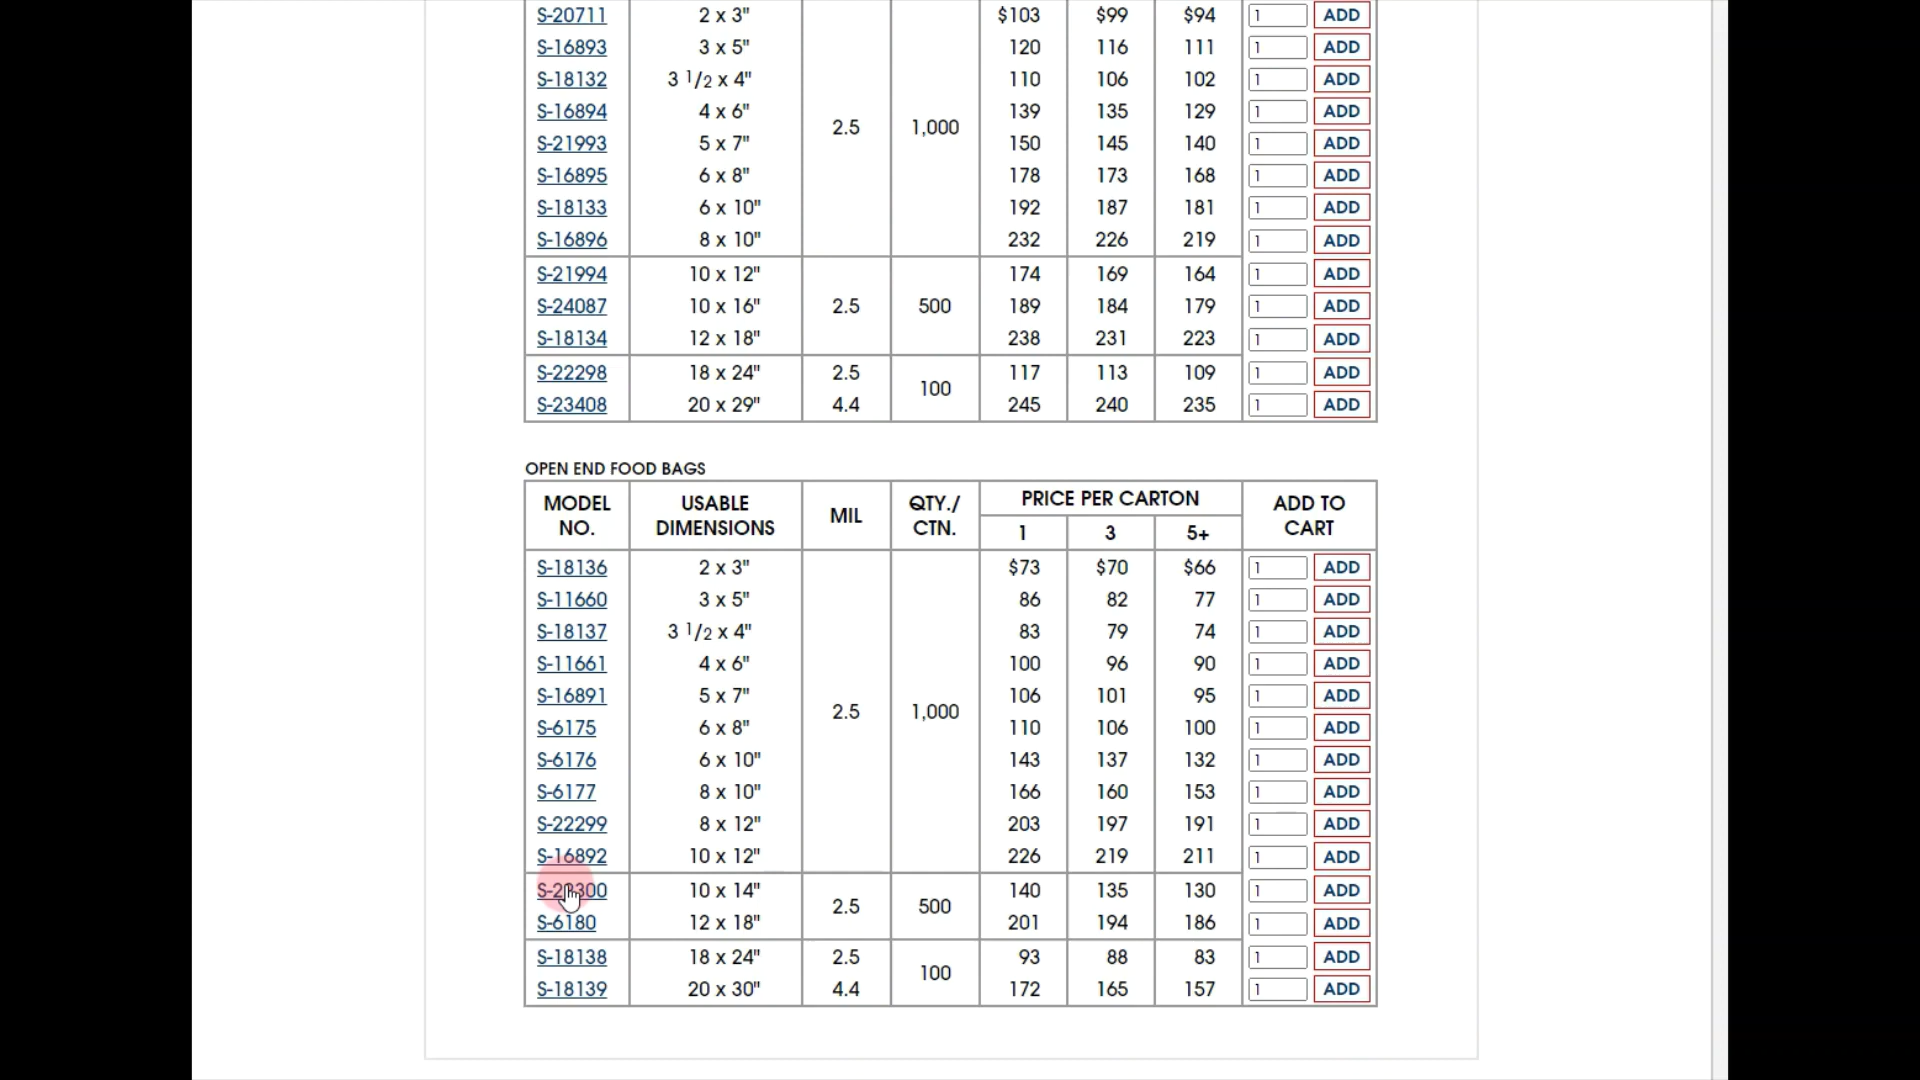 S-20711 2 x 3" $103 $99 $94 1 ADD
S-16893 3 x 5" 120 116 111 1 ADD
S-18132 3 1/2 x 4" 110 106 102 1 ADD
S-16894 4 x 6" 139 135 129 1 ADD
2.5 1,000
S-21993 5 x 7" 150 145 140 1 ADD
S-16895 6 x 8" 178 173 168 1 ADD
S-18133 6 x 10" 192 187 181 1 ADD
S-16896 8 x 10" 232 226 219 1 ADD
S-21994 10 x 12" 174 169 164 1 ADD
S-24087 10 x 16" 2.5 500 189 184 179 1 ADD
S-18134 12 x 18" 238 231 223 1 ADD
S-22298 18 x 24" 2.5 117 113 109 1 ADD
100
S-23408 20 x 29" 4.4 245 240 235 1 ADD
OPEN END FOOD BAGS
MODEL NO. USABLE DIMENSIONS MIL QTY./ CTN. PRICE PER CARTON ADD TO CART
1 3 5+
S-18136 2 x 3" $73 $70 $66 1 ADD
S-11660 3 x 5" 86 82 77 1 ADD
S-18137 3 1/2 x 4" 83 79 74 1 ADD
S-11661 4 x 6" 100 96 90 1 ADD
S-16891 5 x 7" 106 101 95 1 ADD
2.5 1,000
S-6175 6 x 8" 110 106 100 1 ADD
S-6176 6 x 10" 143 137 132 1 ADD
S-6177 8 x 10" 166 160 153 1 ADD
S-22299 8 x 12" 203 197 191 1 ADD
S-16892 10 x 12" 226 219 211 1 ADD
10 x 14" 140 135 130 1 ADD
2.5 500
S-6180 12 x 18" 201 194 186 1 ADD
S-18138 18 x 24" 2.5 93 88 83 1 ADD
100
S-18139 20 x 30" 4.4 172 165 157 1 ADD